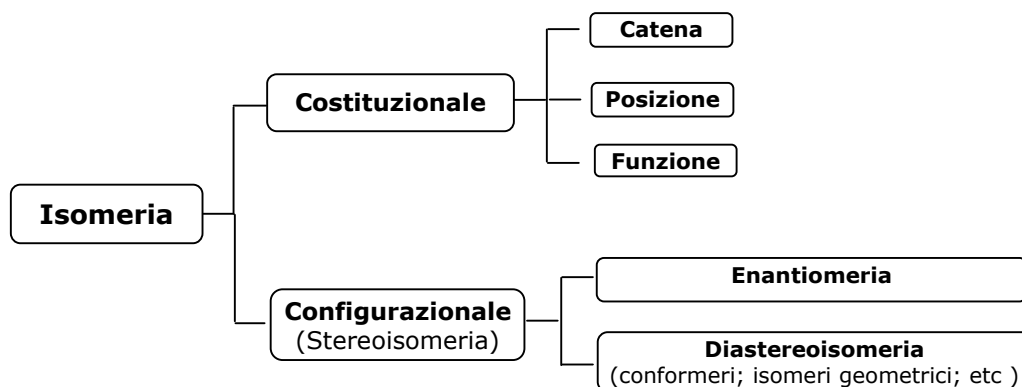 Isomeria
Costituzionale
Catena
Posizione
Funzione
Configurazionale
(Stereoisomeria)
Enantiomeria
Diastereoisomeria
(conformeri; isomeri geometrici; etc )